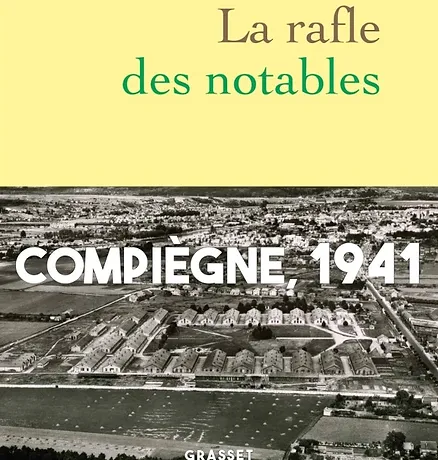 La rafle
des notables
COMPIÈGNE, 1941
GRASSET